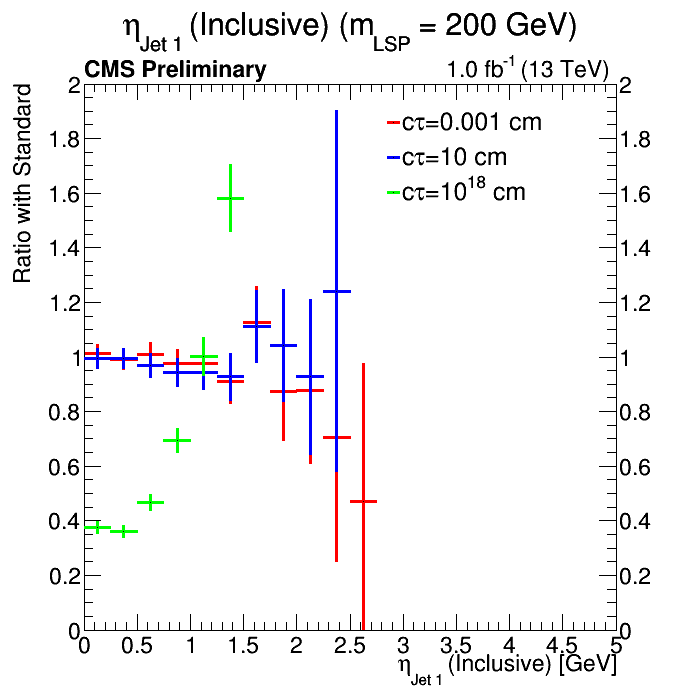 η_Jet 1 (Inclusive) (m_LSP = 200 GeV)
CMS Preliminary 1.0 fb⁻¹ (13 TeV)
Ratio with Standard
cτ=0.001 cm
cτ=10 cm
cτ=10¹⁸ cm
2 2
1.8 1.8
1.6 1.6
1.4 1.4
1.2 1.2
1 1
0.8 0.8
0.6 0.6
0.4 0.4
0.2 0.2
0 0
0 0.5 1 1.5 2 2.5 3 3.5 4 4.5 5
η_Jet 1 (Inclusive) [GeV]